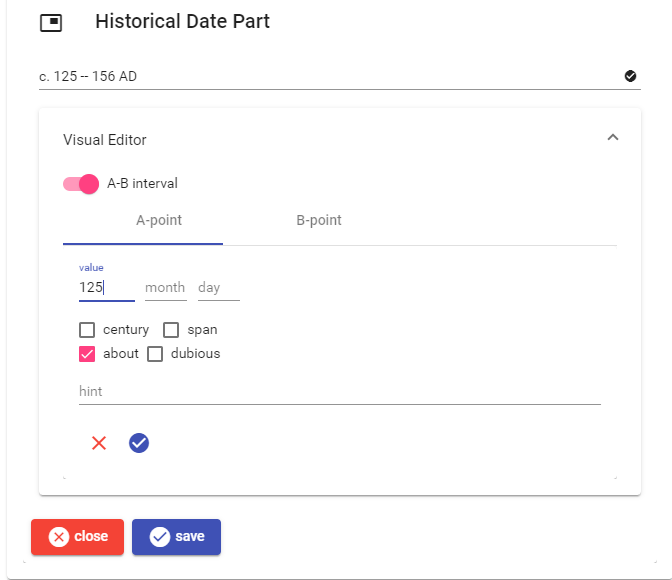 Historical Date Part
c. 125 -- 156 AD
Visual Editor
A-B interval
A-point B-point
value
125 month day
century span
about dubious
hint
close save